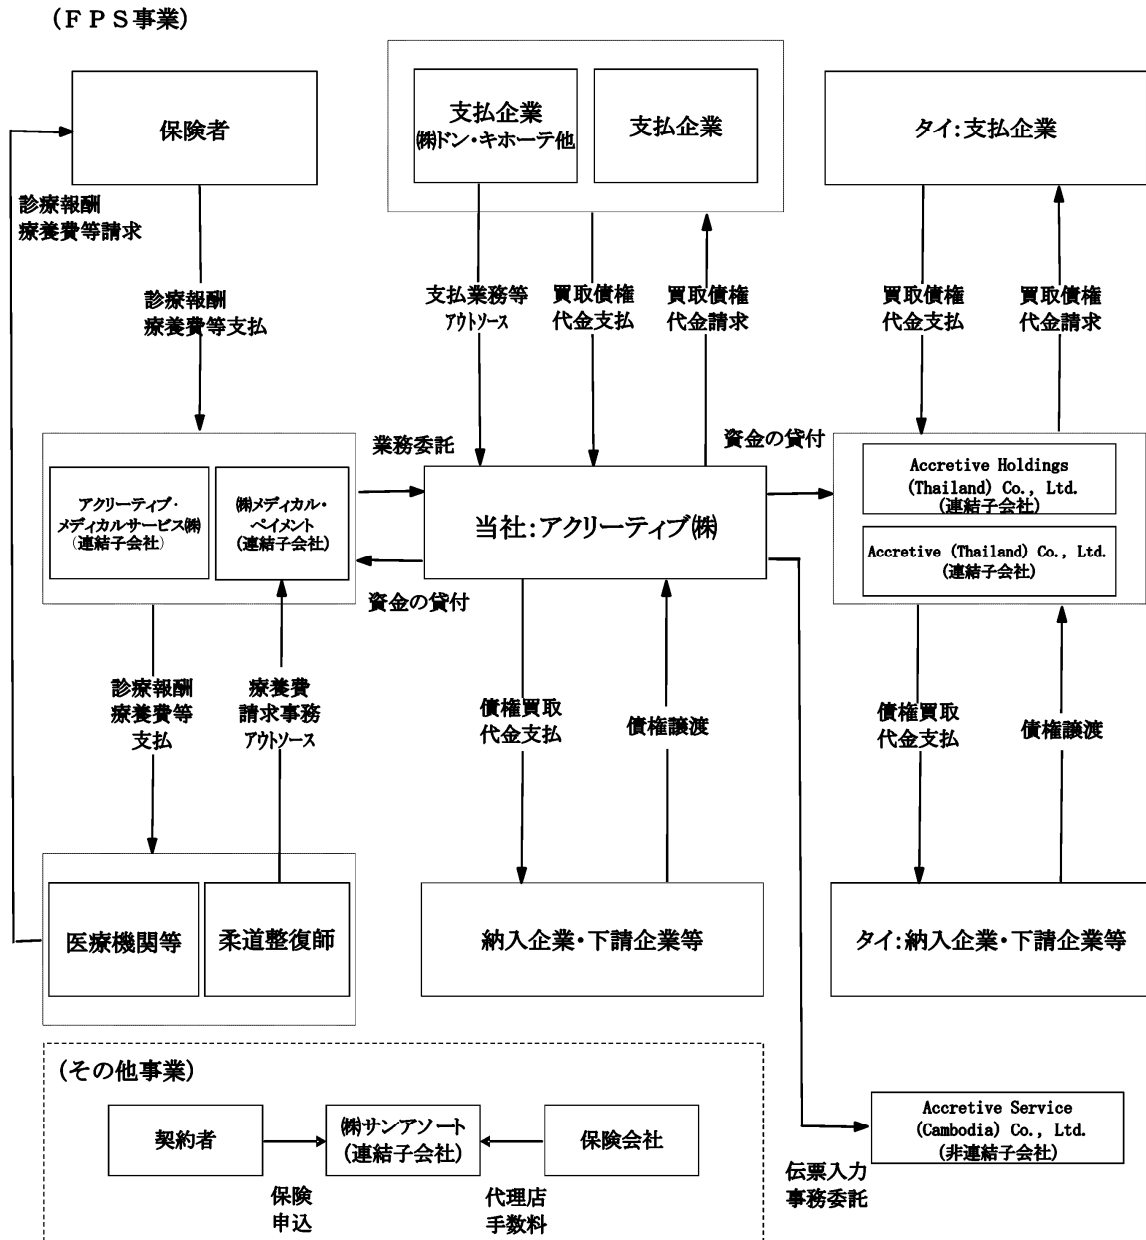 (ＦＰＳ事業)
保険者
支払企業
㈱ドン・キホーテ他
支払企業
タイ:支払企業
診療報酬
療養費等請求
診療報酬
療養費等支払
支払業務等
ｱｳﾄｿｰｽ
買取債権
代金支払
買取債権
代金請求
買取債権
代金支払
買取債権
代金請求
業務委託
資金の貸付
アクリーティブ・
メディカルサービス㈱
(連結子会社)
㈱メディカル・
ペイメント
(連結子会社)
当社:アクリーティブ㈱
Accretive Holdings
(Thailand) Co., Ltd.
(連結子会社)
Accretive (Thailand) Co., Ltd.
(連結子会社)
資金の貸付
診療報酬
療養費等
支払
療養費
請求事務
ｱｳﾄｿｰｽ
債権買取
代金支払
債権譲渡
債権買取
代金支払
債権譲渡
医療機関等
柔道整復師
納入企業・下請企業等
タイ:納入企業・下請企業等
(その他事業)
契約者
㈱サンアソート
(連結子会社)
保険会社
保険
申込
代理店
手数料
Accretive Service
(Cambodia) Co., Ltd.
(非連結子会社)
伝票入力
事務委託